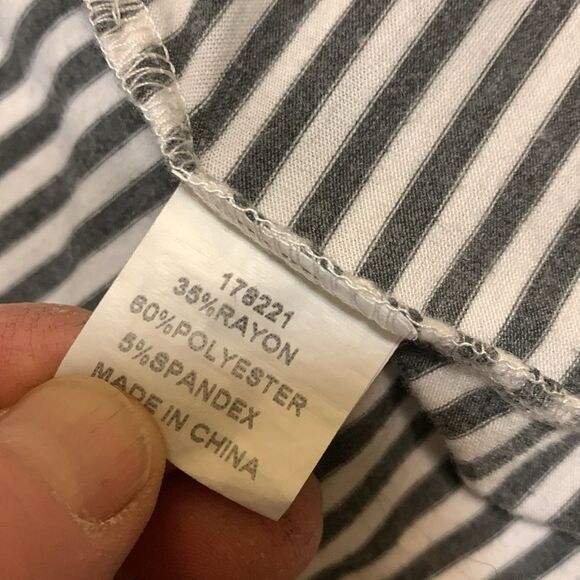 178221
35%RAYON
60%POLYESTER
5%SPANDEX
MADE IN CHINA